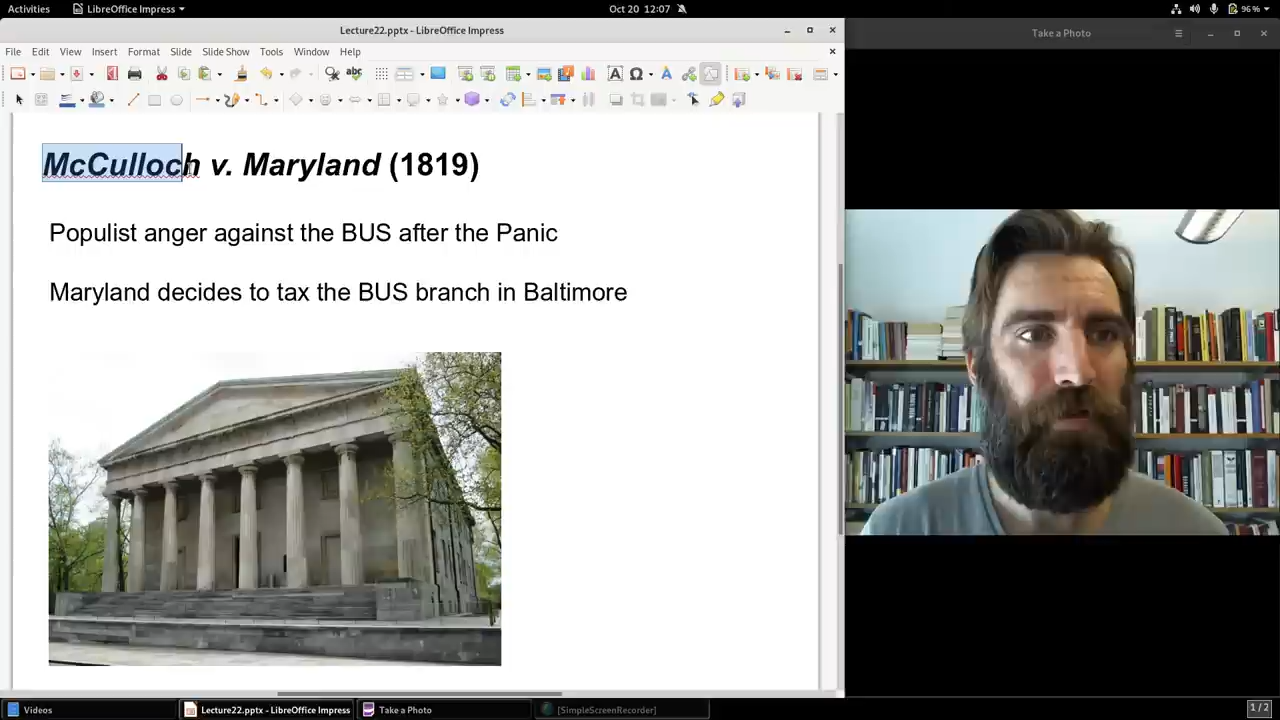 Activities
LibreOffice Impress
Oct 20 12:07
96%
Lecture22.pptx - LibreOffice Impress
Take a Photo
File Edit View Insert Format Slide Slide Show Tools Window Help
McCulloch v. Maryland (1819)
Populist anger against the BUS after the Panic
Maryland decides to tax the BUS branch in Baltimore
Videos
Lecture22.pptx - LibreOffice Impress
Take a Photo
[SimpleScreenRecorder]
1/2